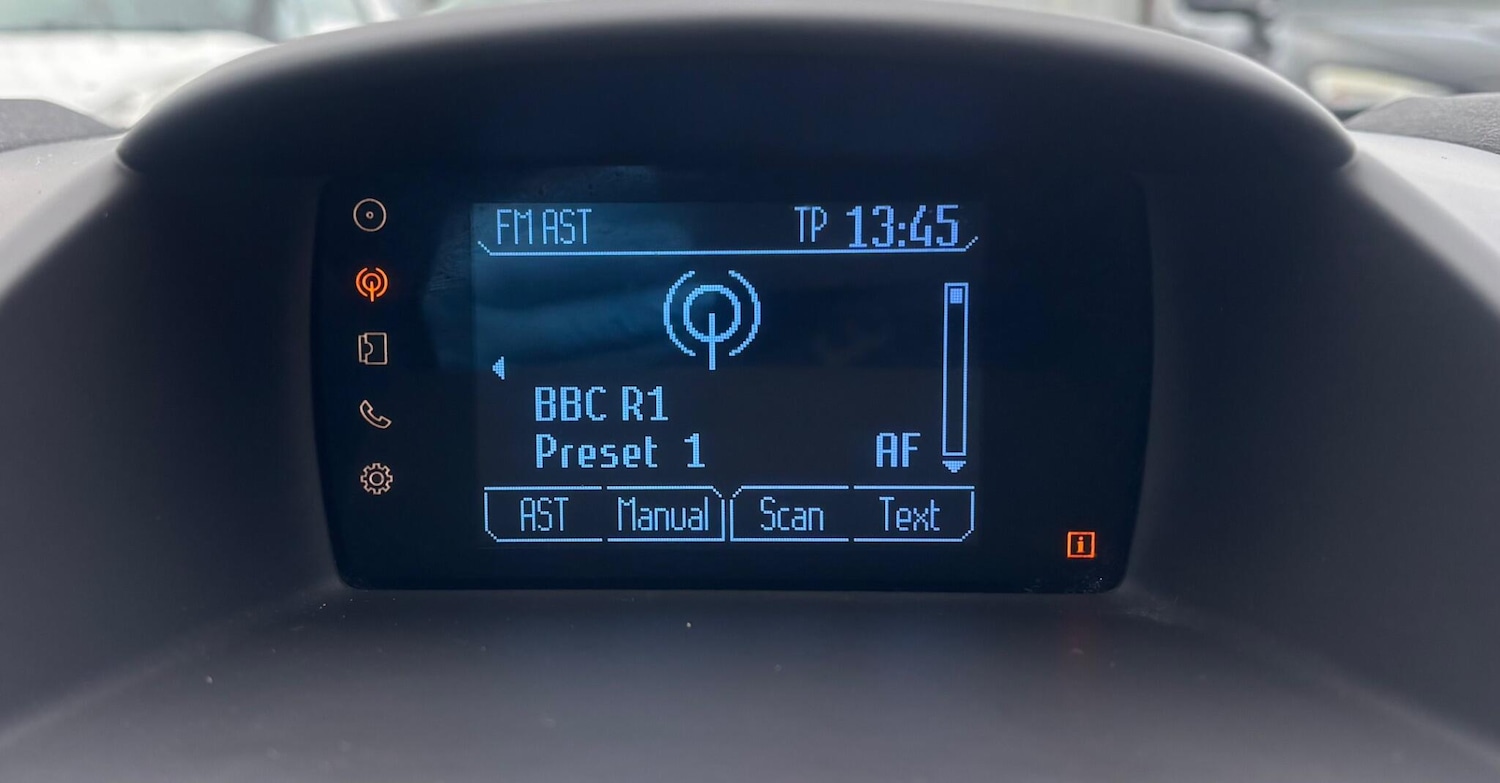 FM AST TP 13:45
BBC R1
Preset 1 AF
AST Manual Scan Text
i